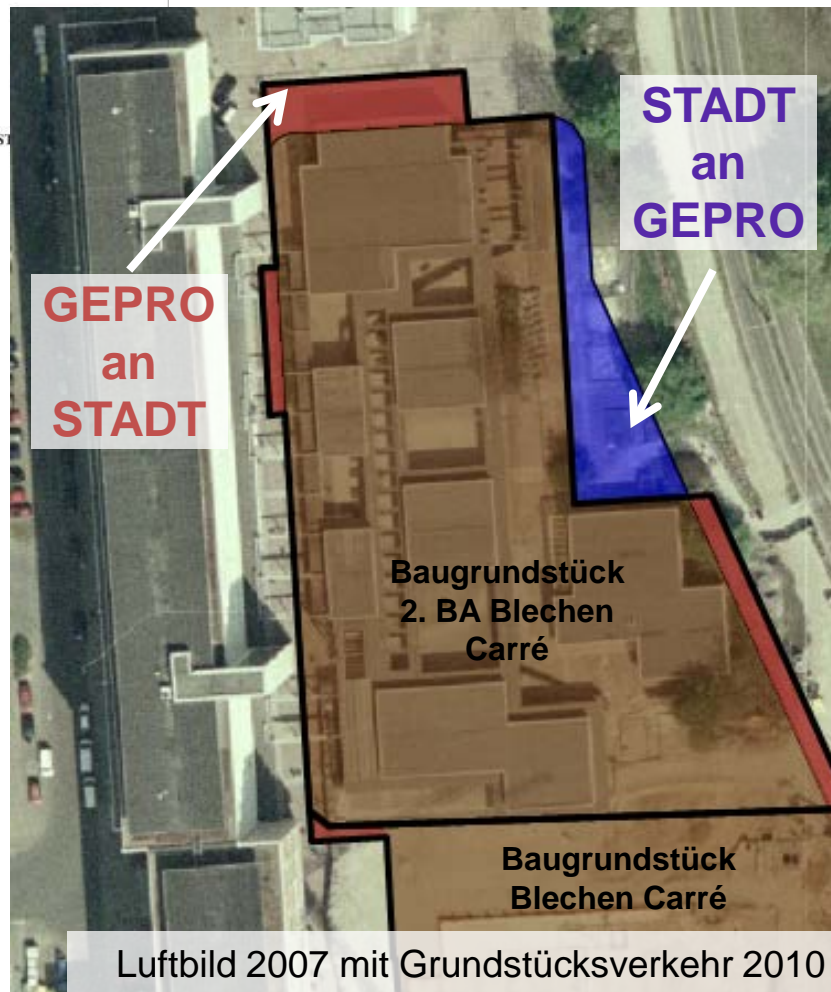 STADT
an
GEPRO
GEPRO
an
STADT
Baugrundstück
2. BA Blechen
Carré
Baugrundstück
Blechen Carré
Luftbild 2007 mit Grundstücksverkehr 2010